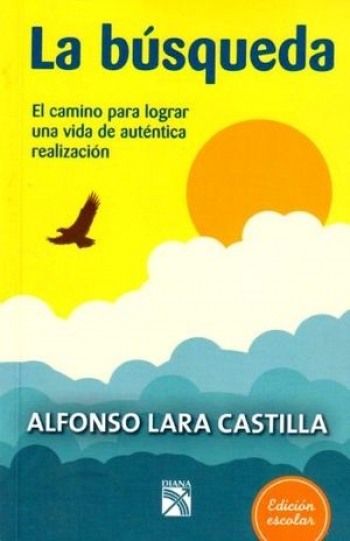 La búsqueda
El camino para lograr
una vida de auténtica
realización
ALFONSO LARA CASTILLA
DIANA
Edición
escolar